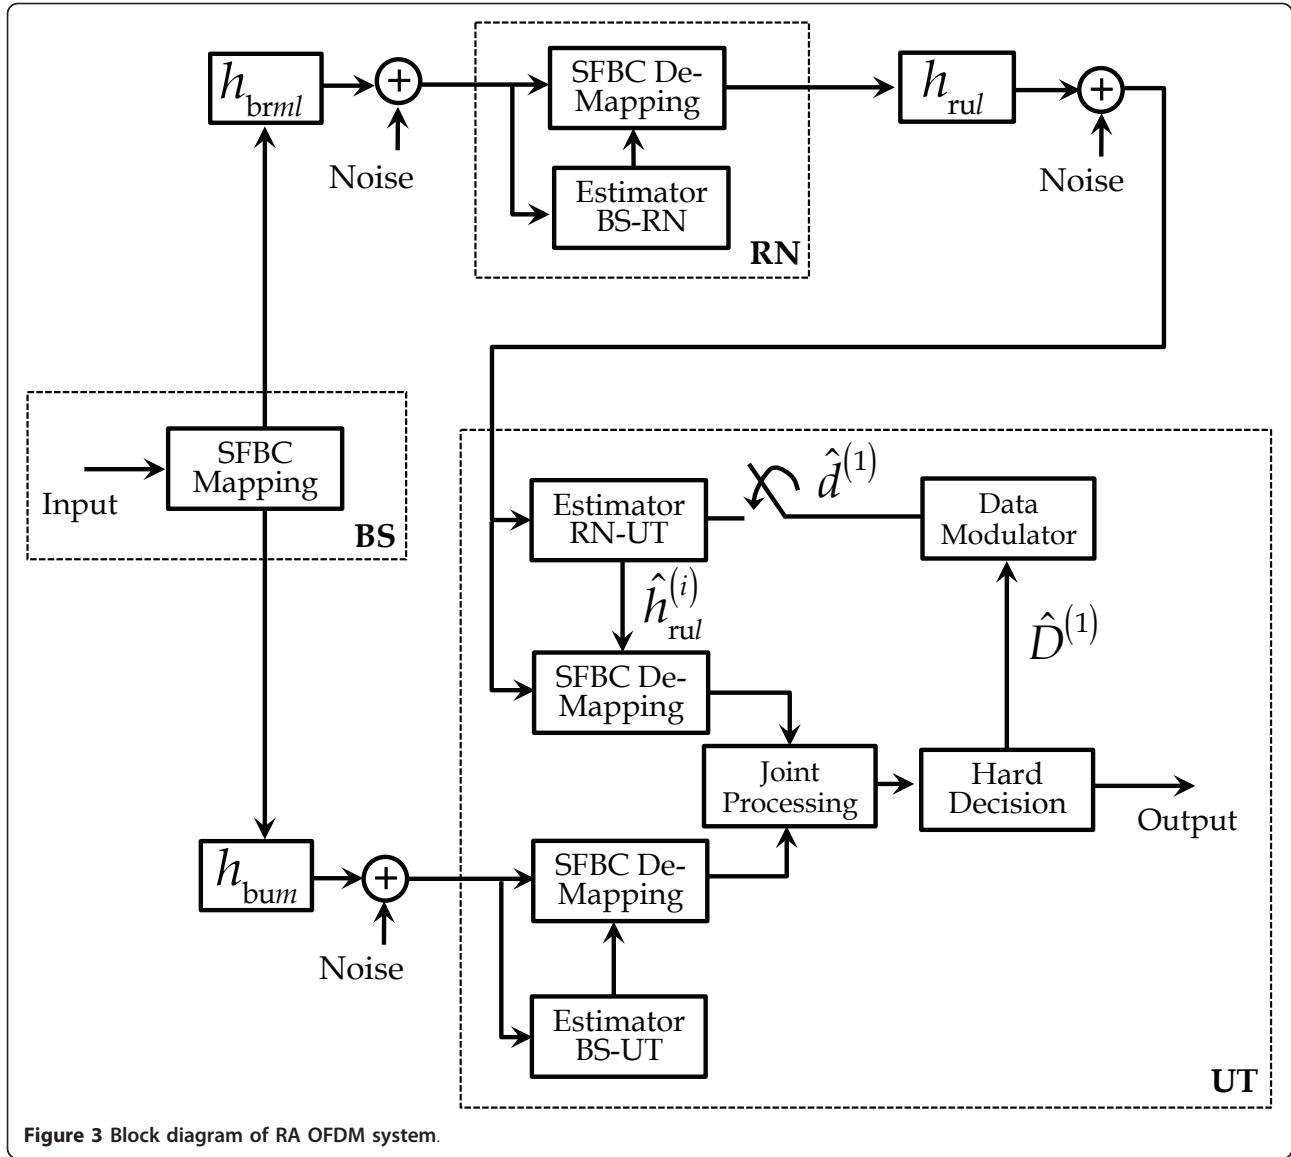 h_brml
+
Noise
SFBC De-
Mapping
Estimator
BS-RN
RN
h_rul
+
Noise
Input
SFBC
Mapping
BS
Estimator
RN-UT
d̂^(1)
Data
Modulator
ĥ_rul^(i)
D̂^(1)
SFBC De-
Mapping
Joint
Processing
Hard
Decision
Output
h_bum
+
Noise
SFBC De-
Mapping
Estimator
BS-UT
UT
Figure 3 Block diagram of RA OFDM system.